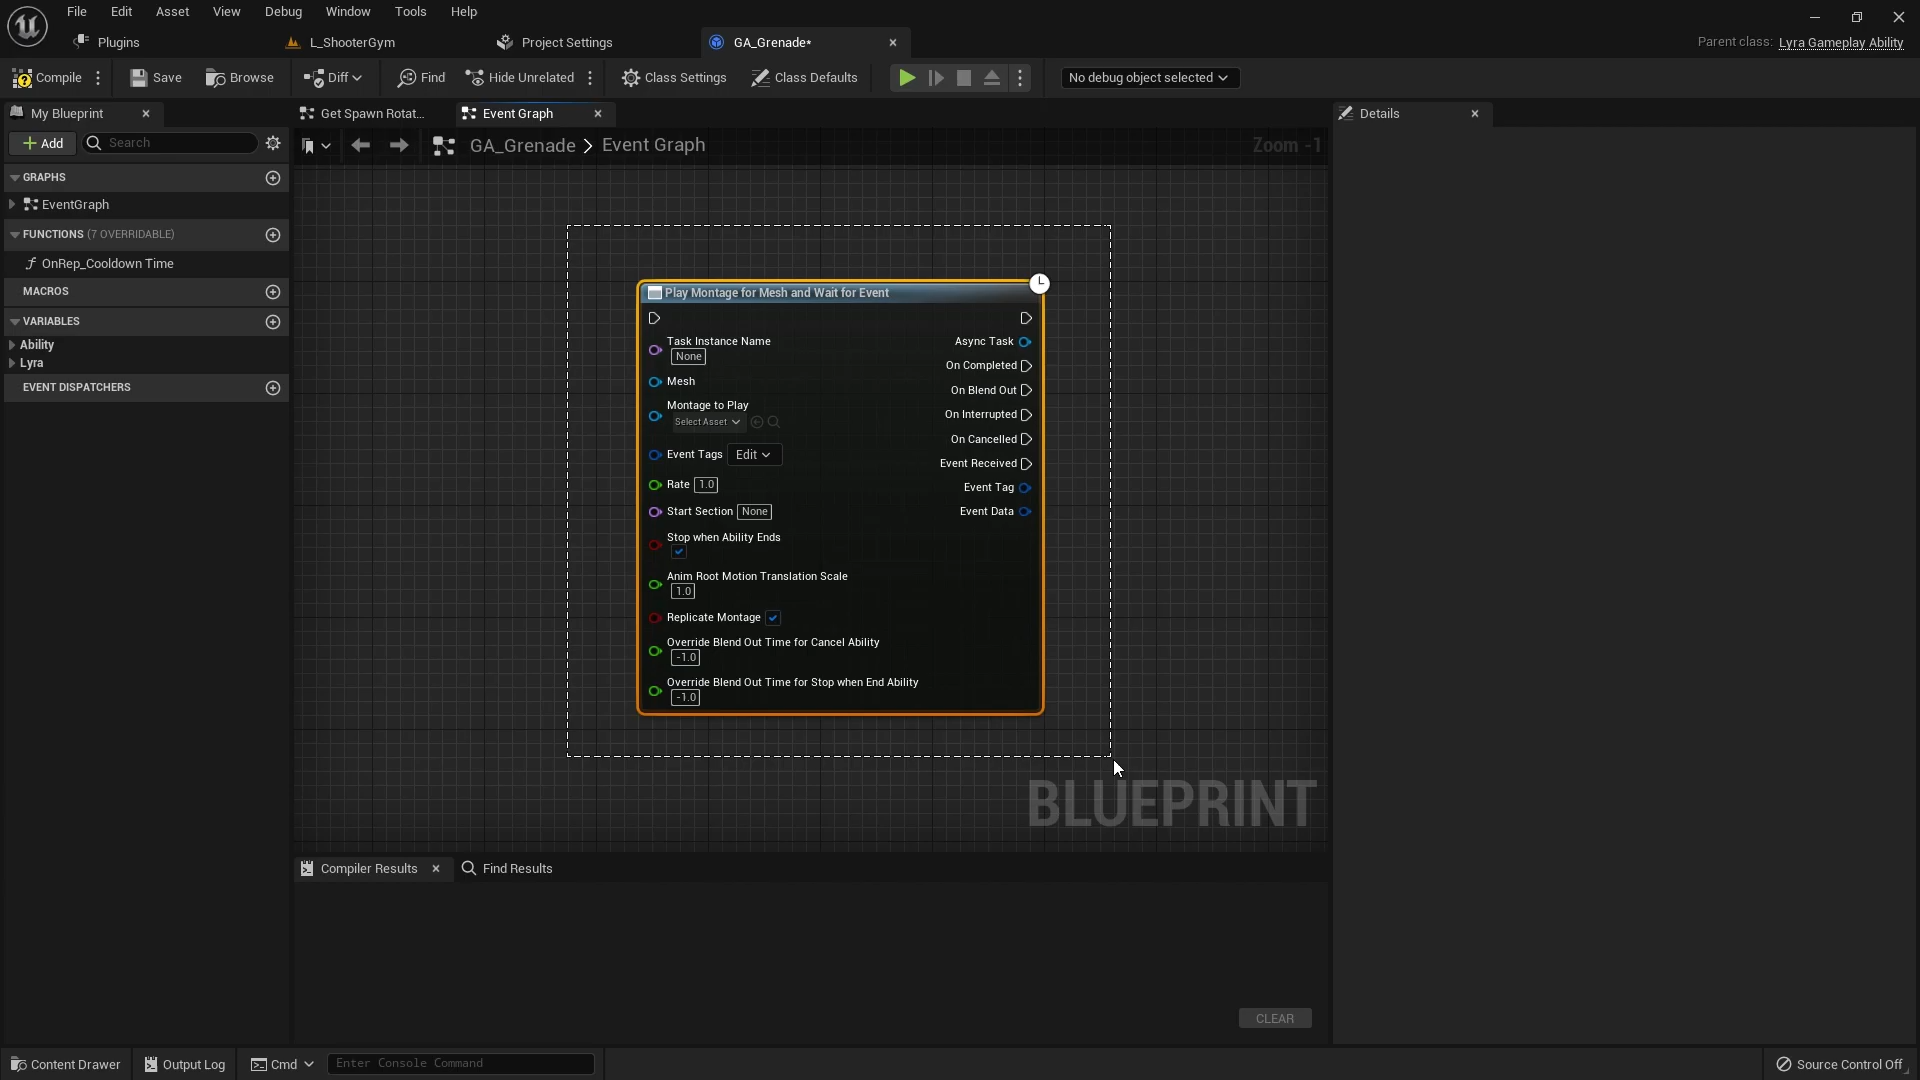 File Edit Asset View Debug Window Tools Help
Plugins L_ShooterGym Project Settings GA_Grenade* Parent class: Lyra Gameplay Ability
Compile Save Browse Diff Find Hide Unrelated Class Settings Class Defaults No debug object selected
My Blueprint Get Spawn Rotat... Event Graph Details
Add Search GA_Grenade > Event Graph Zoom -1
GRAPHS
EventGraph
FUNCTIONS (7 OVERRIDABLE)
OnRep_Cooldown Time
MACROS
VARIABLES
Ability
Lyra
EVENT DISPATCHERS
Play Montage for Mesh and Wait for Event
Task Instance Name
None
Mesh
Montage to Play
Select Asset
Event Tags Edit
Rate 1.0
Start Section None
Stop when Ability Ends
Anim Root Motion Translation Scale
1.0
Replicate Montage
Override Blend Out Time for Cancel Ability
-1.0
Override Blend Out Time for Stop when End Ability
-1.0
Async Task
On Completed
On Blend Out
On Interrupted
On Cancelled
Event Received
Event Tag
Event Data
BLUEPRINT
Compiler Results Find Results
CLEAR
Content Drawer Output Log Cmd Enter Console Command Source Control Off